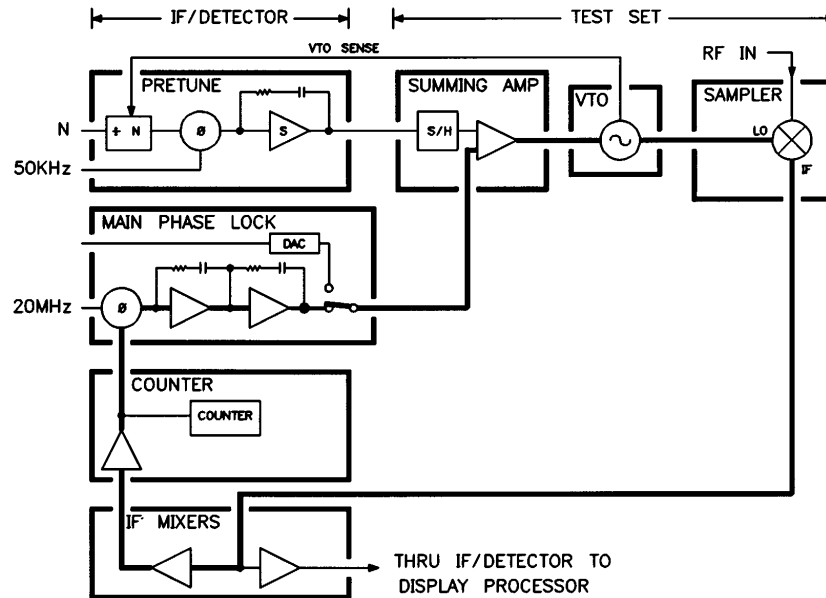 IF/DETECTOR
TEST SET
VTO SENSE
RF IN
PRETUNE
SUMMING AMP
VTO
SAMPLER
N
÷ N
ø
S
S/H
LO
IF
50KHz
MAIN PHASE LOCK
DAC
20MHz
ø
COUNTER
COUNTER
IF MIXERS
THRU IF/DETECTOR TO
DISPLAY PROCESSOR